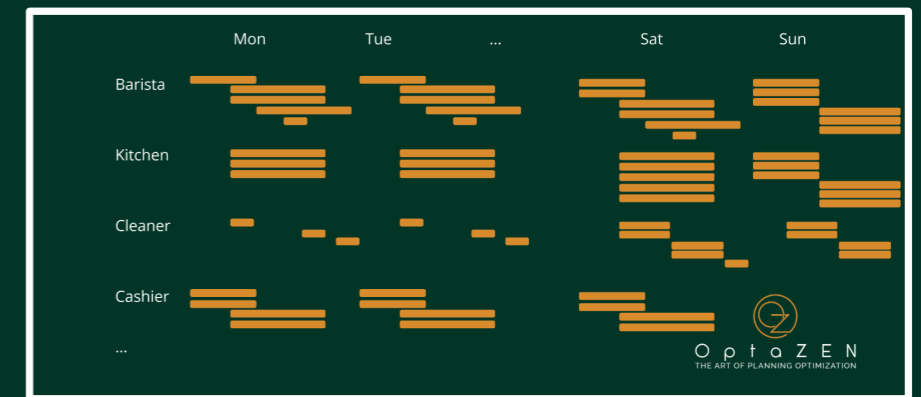 Mon Tue ... Sat Sun
Barista
Kitchen
Cleaner
Cashier
...
OptaZEN
THE ART OF PLANNING OPTIMIZATION